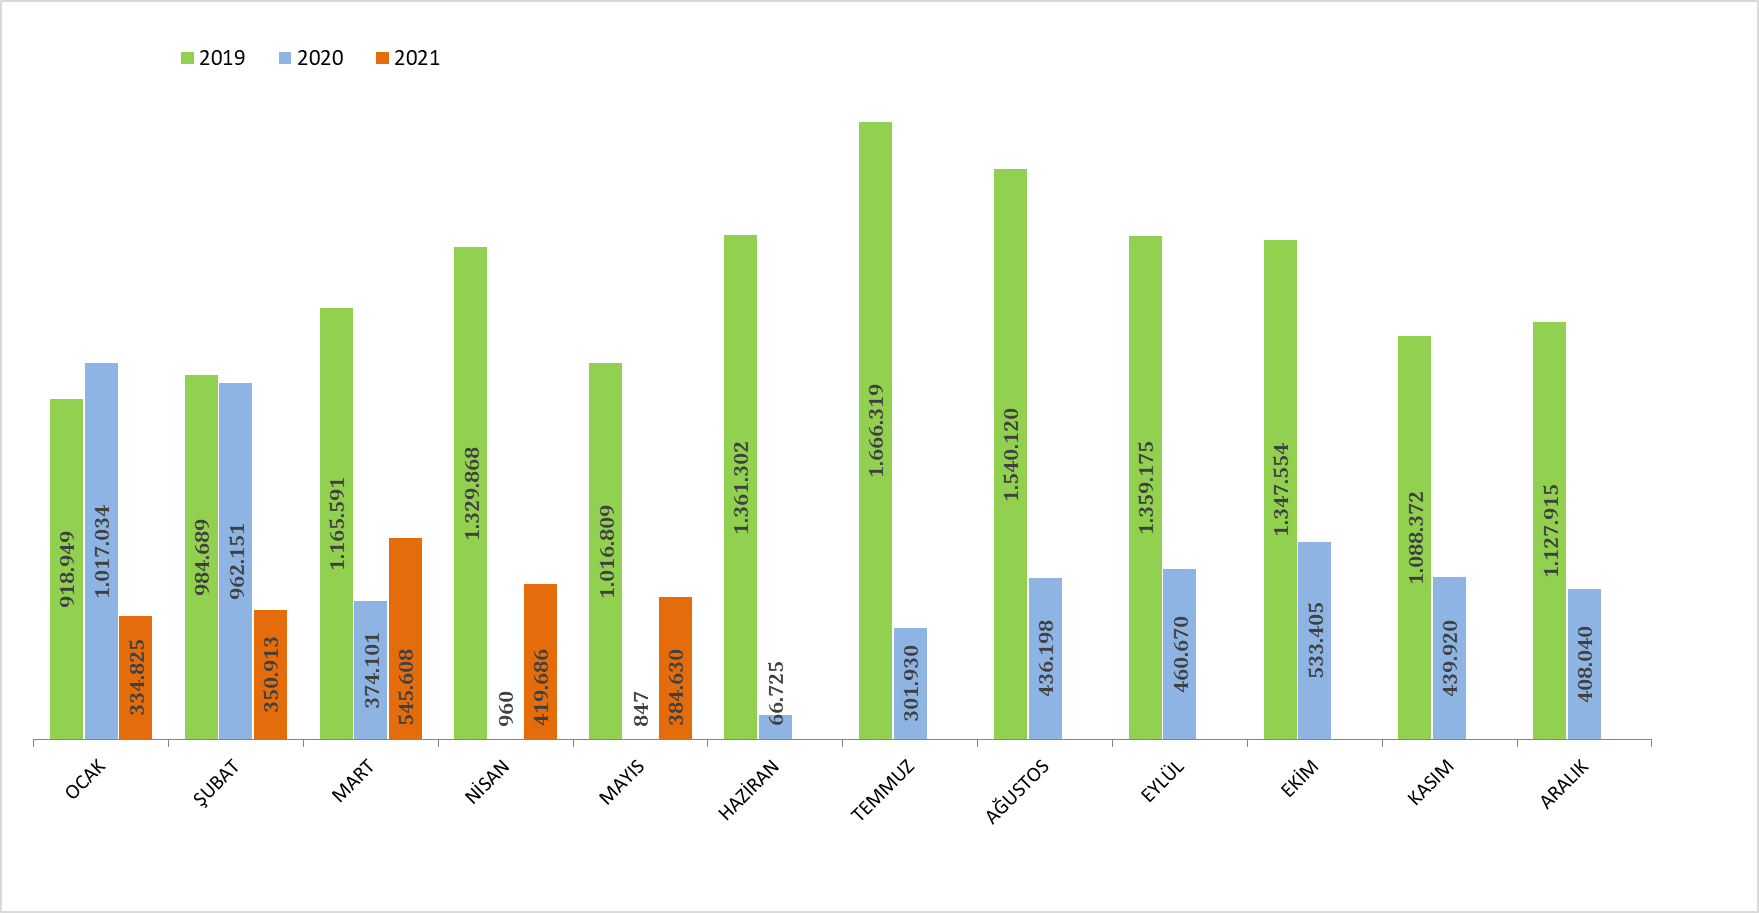 2019 2020 2021
918.949
1.017.034
334.825
984.689
962.151
350.913
1.165.591
374.101
545.608
1.329.868
960
419.686
1.016.809
847
384.630
1.361.302
66.725
1.666.319
301.930
1.540.120
436.198
1.359.175
460.670
1.347.554
533.405
1.088.372
439.920
1.127.915
408.040
OCAK
ŞUBAT
MART
NİSAN
MAYIS
HAZİRAN
TEMMUZ
AĞUSTOS
EYLÜL
EKİM
KASIM
ARALIK